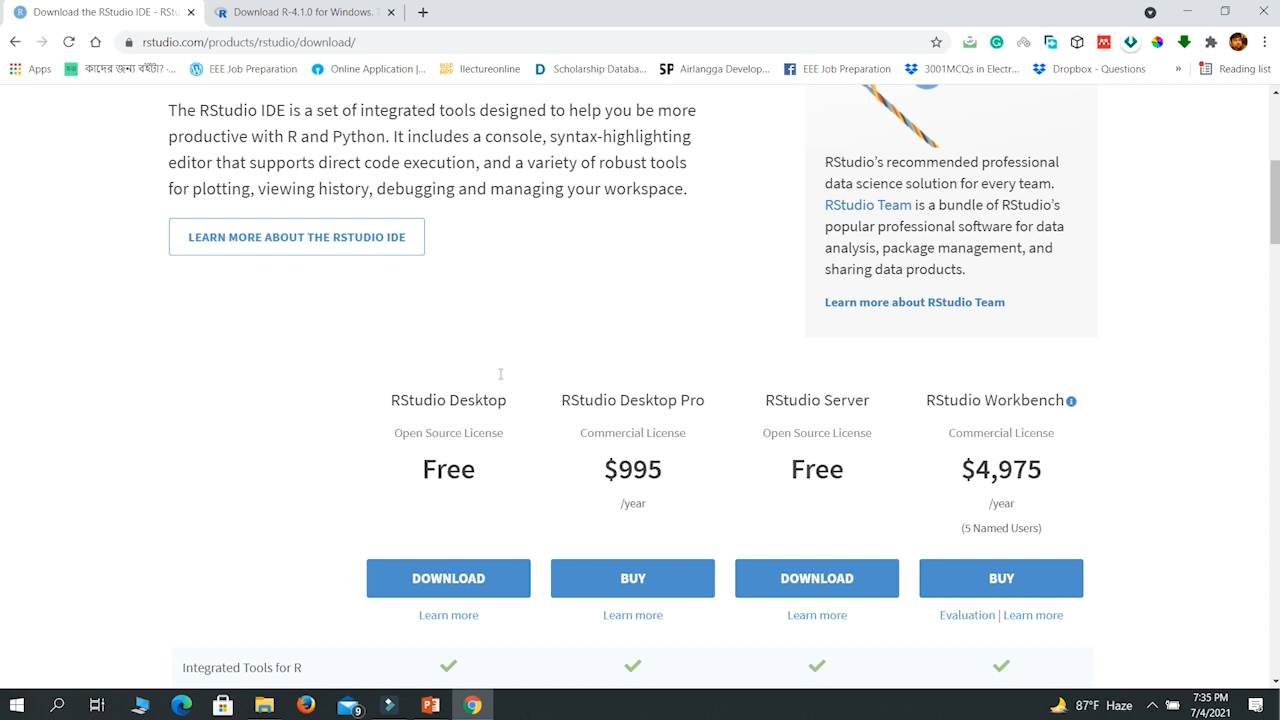 Download the RStudio IDE - RStu
Download R-4.1.0 for Windows. T
rstudio.com/products/rstudio/download/
Apps
কাদের জন্য বইটা? -...
EEE Job Preparation
Online Application |...
Ilectureonline
Scholarship Databa...
SP Airlangga Develop...
EEE Job Preparation
3001MCQs in Electr...
Dropbox - Questions
»
Reading list
The RStudio IDE is a set of integrated tools designed to help you be more
productive with R and Python. It includes a console, syntax-highlighting
editor that supports direct code execution, and a variety of robust tools
for plotting, viewing history, debugging and managing your workspace.
LEARN MORE ABOUT THE RSTUDIO IDE
RStudio's recommended professional
data science solution for every team.
RStudio Team is a bundle of RStudio's
popular professional software for data
analysis, package management, and
sharing data products.
Learn more about RStudio Team
RStudio Desktop
RStudio Desktop Pro
RStudio Server
RStudio Workbench
Open Source License
Commercial License
Open Source License
Commercial License
Free
$995
Free
$4,975
/year
/year
(5 Named Users)
DOWNLOAD
BUY
DOWNLOAD
BUY
Learn more
Learn more
Learn more
Evaluation | Learn more
Integrated Tools for R
9
87°F Haze
7:35 PM
7/4/2021